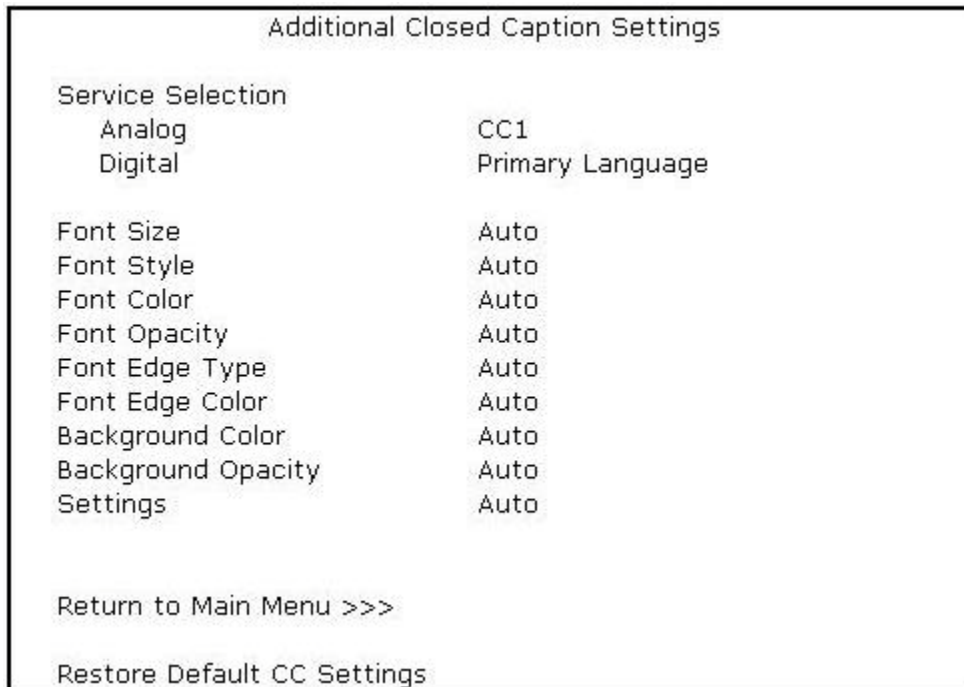 Additional Closed Caption Settings
Service Selection
Analog CC1
Digital Primary Language
Font Size Auto
Font Style Auto
Font Color Auto
Font Opacity Auto
Font Edge Type Auto
Font Edge Color Auto
Background Color Auto
Background Opacity Auto
Settings Auto
Return to Main Menu >>>
Restore Default CC Settings